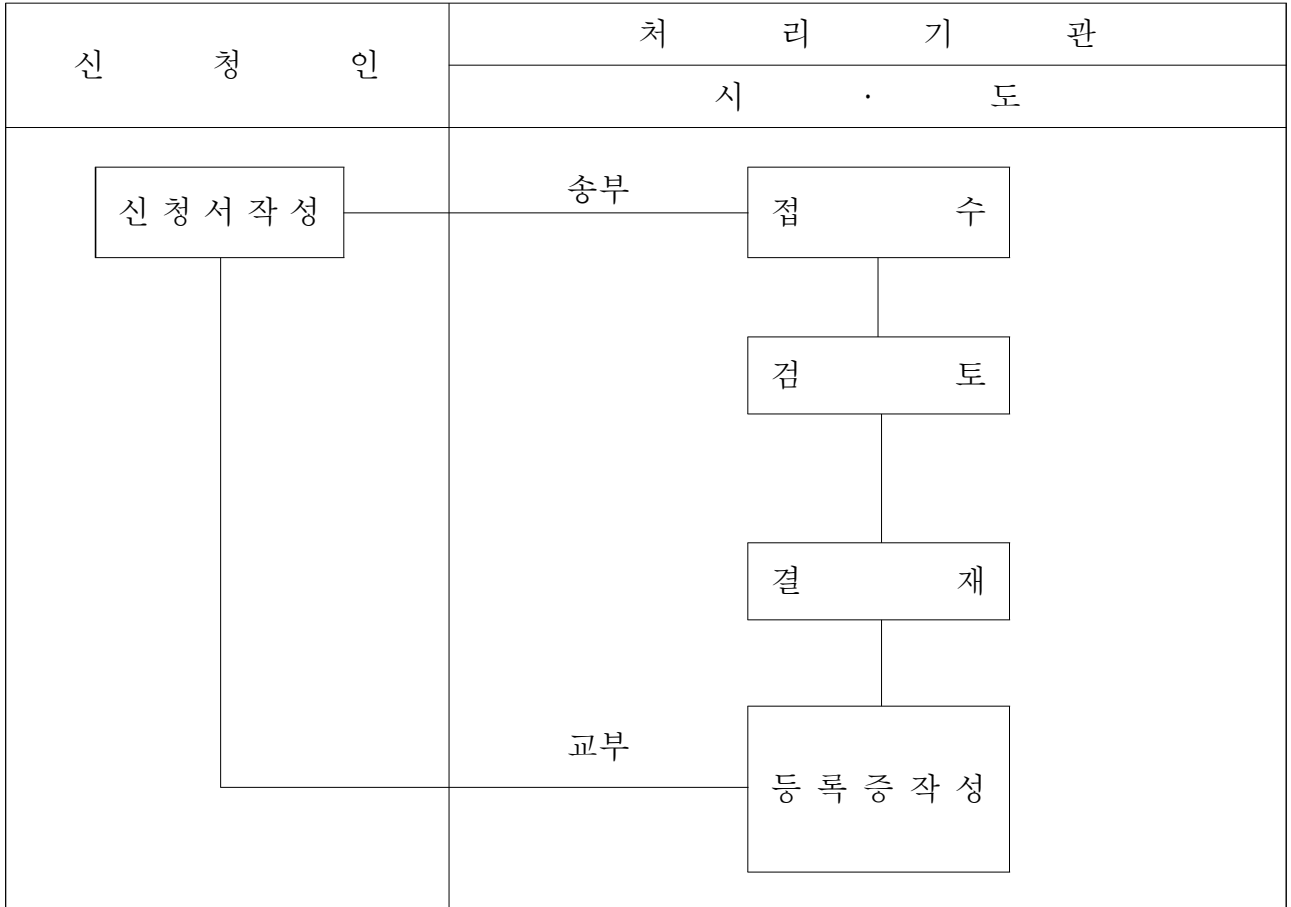 신 청 인
처 리 기 관
시 · 도
신 청 서 작 성
송부
접 수
검 토
결 재
교부
등 록 증 작 성